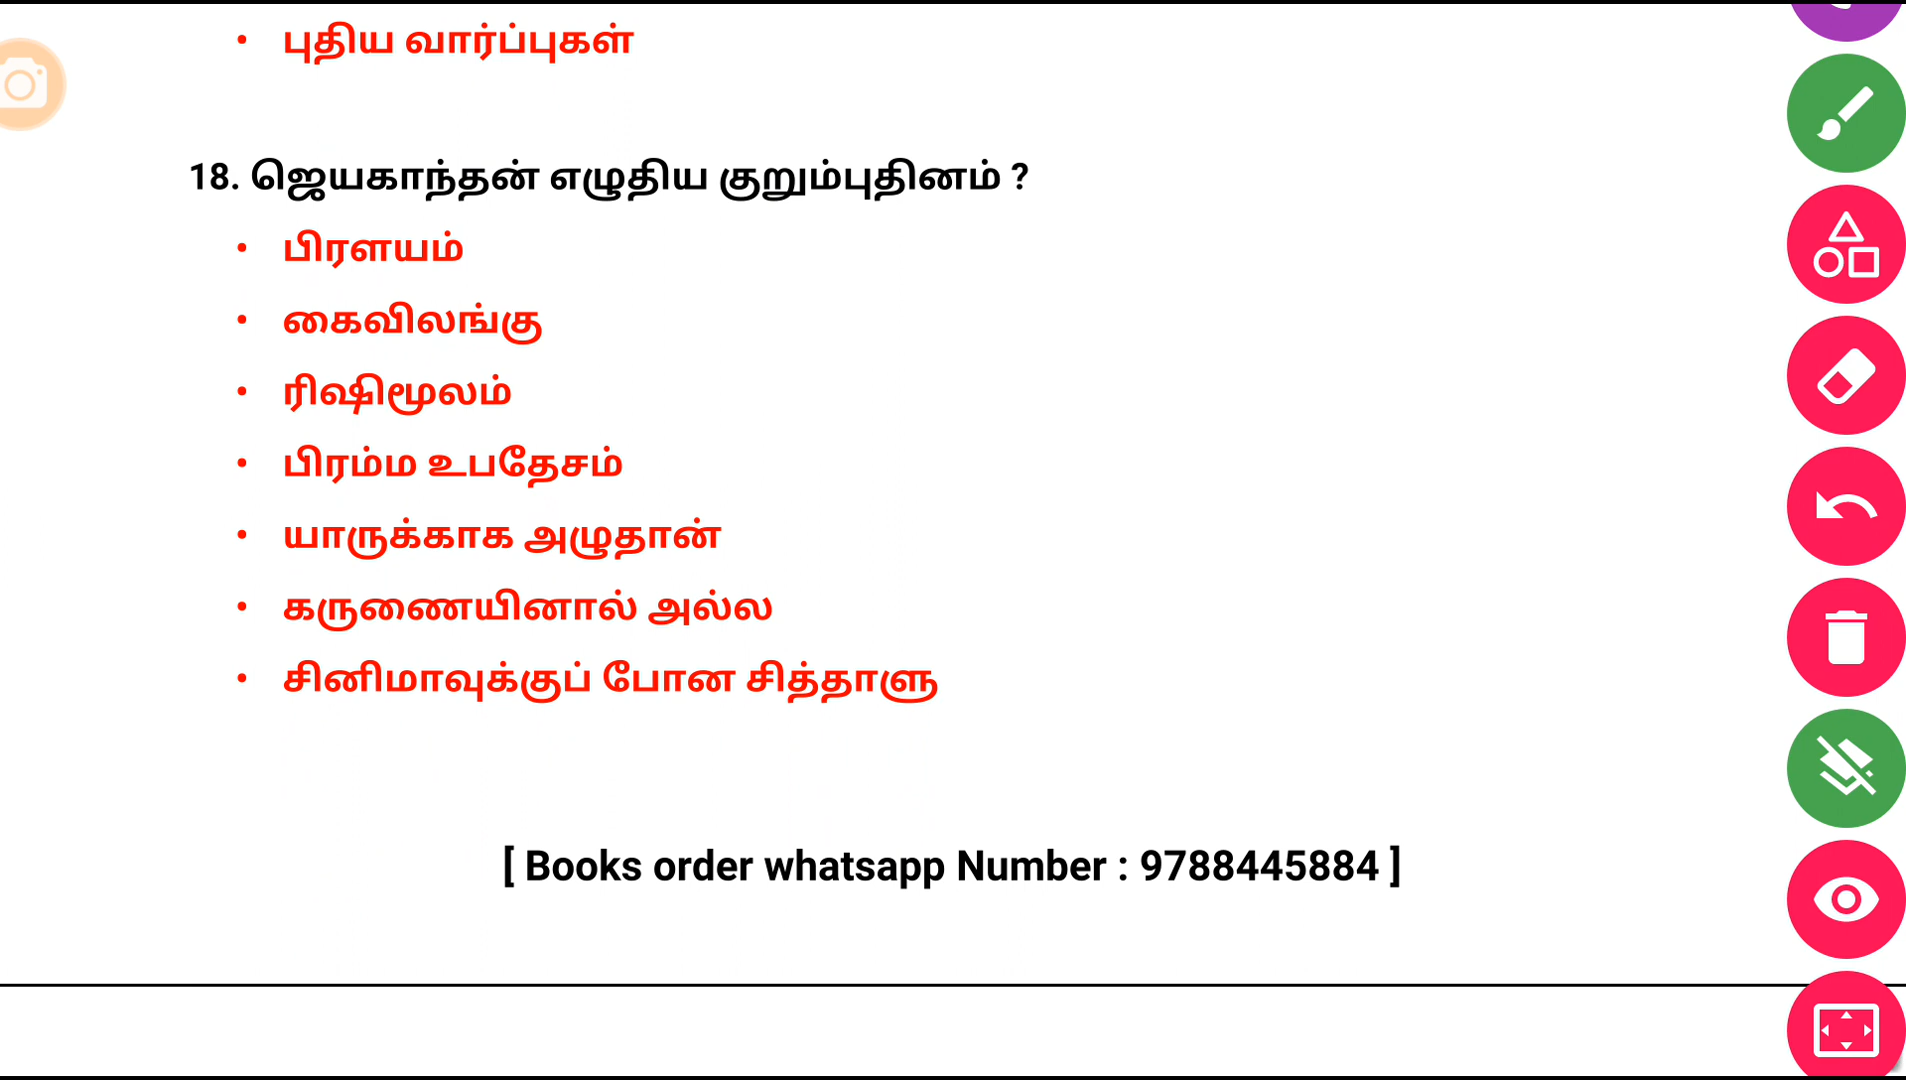 • புதிய வார்ப்புகள்
18. ஜெயகாந்தன் எழுதிய குறும்புதினம் ?
• பிரளயம்
• கைவிலங்கு
• ரிஷிமூலம்
• பிரம்ம உபதேசம்
• யாருக்காக அழுதான்
• கருணையினால் அல்ல
• சினிமாவுக்குப் போன சித்தாளு
[ Books order whatsapp Number : 9788445884 ]